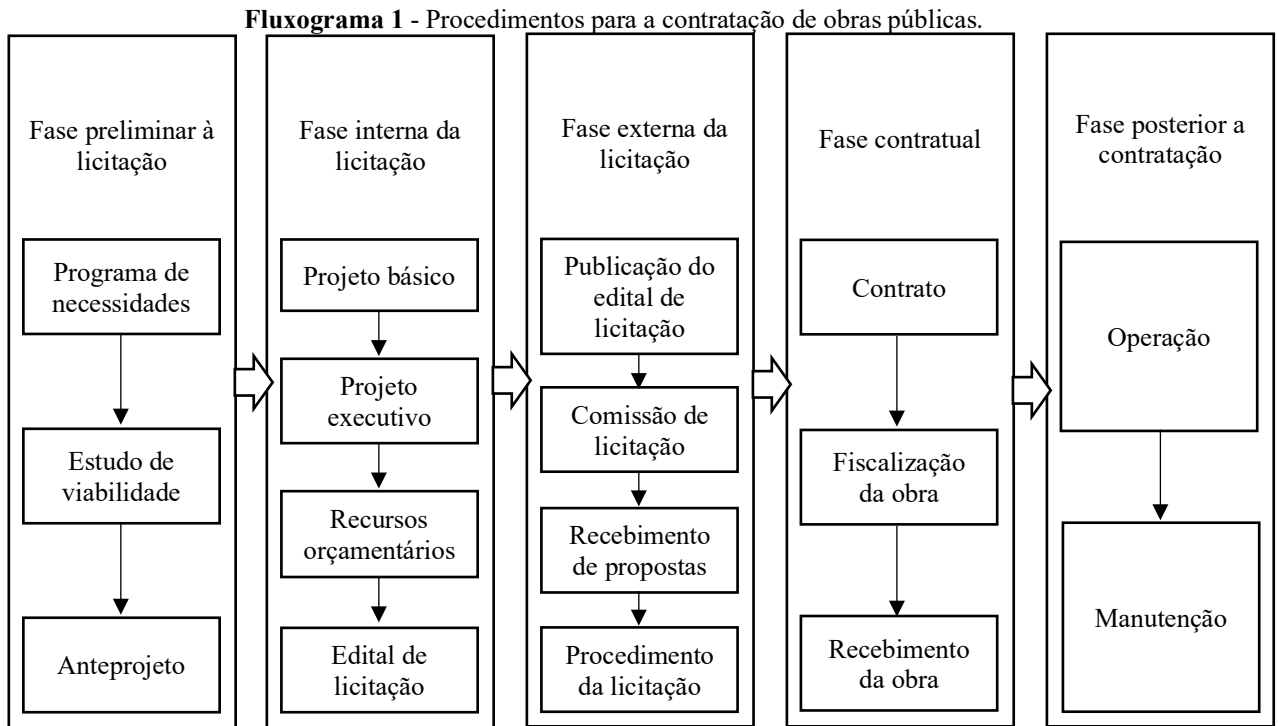 Fluxograma 1 - Procedimentos para a contratação de obras públicas.
Fase preliminar à
licitação
Programa de
necessidades
Estudo de
viabilidade
Anteprojeto
Fase interna da
licitação
Projeto básico
Projeto
executivo
Recursos
orçamentários
Edital de
licitação
Fase externa da
licitação
Publicação do
edital de
licitação
Comissão de
licitação
Recebimento
de propostas
Procedimento
da licitação
Fase contratual
Contrato
Fiscalização
da obra
Recebimento
da obra
Fase posterior a
contratação
Operação
Manutenção